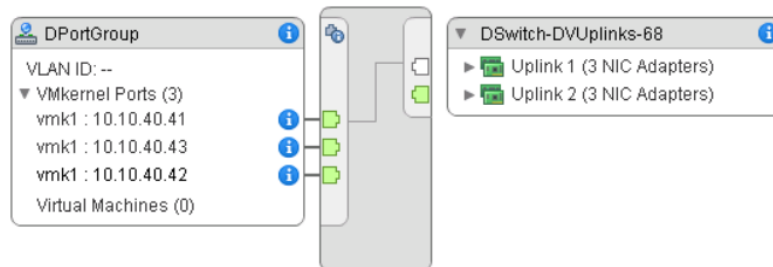 DPortGroup
VLAN ID: --
VMkernel Ports (3)
vmk1 : 10.10.40.41
vmk1 : 10.10.40.43
vmk1 : 10.10.40.42
Virtual Machines (0)
DSwitch-DVUplinks-68
Uplink 1 (3 NIC Adapters)
Uplink 2 (3 NIC Adapters)